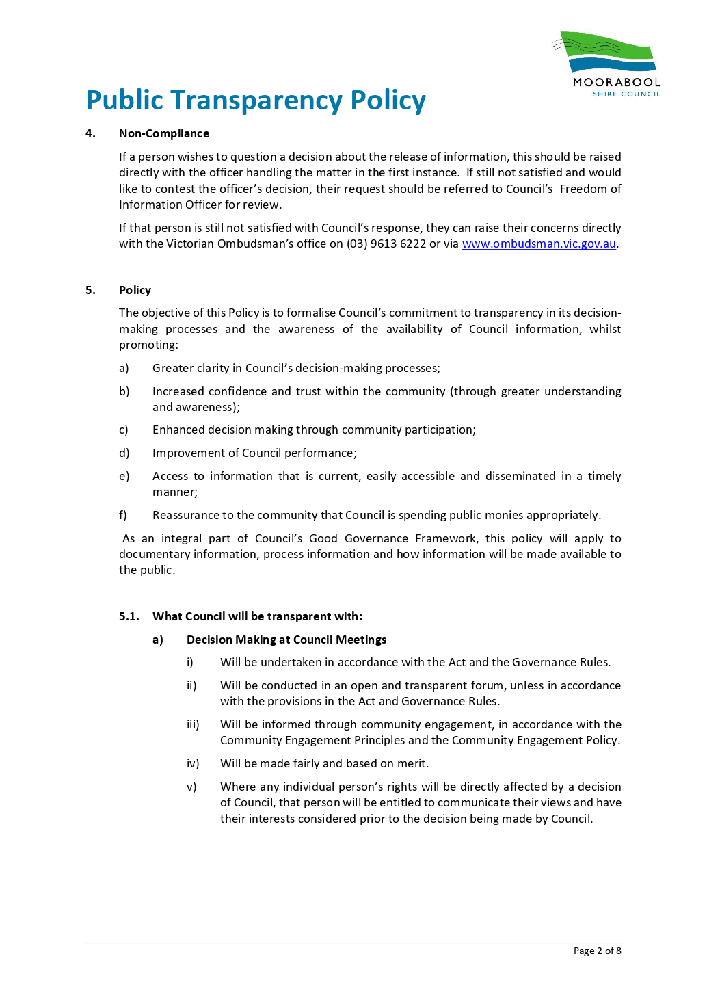 MOORABOOL
SHIRE COUNCIL
Public Transparency Policy
4. Non-Compliance
If a person wishes to question a decision about the release of information, this should be raised
directly with the officer handling the matter in the first instance.  If still not satisfied and would
like to contest the officer’s decision, their request should be referred to Council’s  Freedom of
Information Officer for review.
If that person is still not satisfied with Council’s response, they can raise their concerns directly
with the Victorian Ombudsman’s office on (03) 9613 6222 or via www.ombudsman.vic.gov.au.
5. Policy
The objective of this Policy is to formalise Council’s commitment to transparency in its decision-
making processes and the awareness of the availability of Council information, whilst
promoting:
a) Greater clarity in Council’s decision-making processes;
b) Increased confidence and trust within the community (through greater understanding
and awareness);
c) Enhanced decision making through community participation;
d) Improvement of Council performance;
e) Access to information that is current, easily accessible and disseminated in a timely
manner;
f) Reassurance to the community that Council is spending public monies appropriately.
As an integral part of Council’s Good Governance Framework, this policy will apply to
documentary information, process information and how information will be made available to
the public.
5.1. What Council will be transparent with:
a) Decision Making at Council Meetings
i) Will be undertaken in accordance with the Act and the Governance Rules.
ii) Will be conducted in an open and transparent forum, unless in accordance
with the provisions in the Act and Governance Rules.
iii) Will be informed through community engagement, in accordance with the
Community Engagement Principles and the Community Engagement Policy.
iv) Will be made fairly and based on merit.
v) Where any individual person’s rights will be directly affected by a decision
of Council, that person will be entitled to communicate their views and have
their interests considered prior to the decision being made by Council.
Page 2 of 8